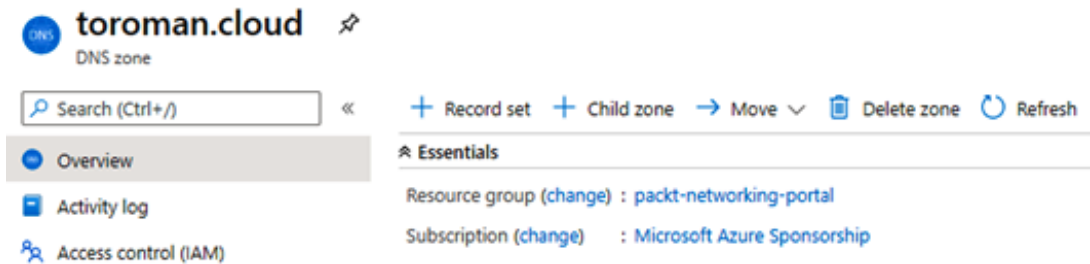 DNS
toroman.cloud
DNS zone
Search (Ctrl+/)
«
Record set
Child zone
Move
Delete zone
Refresh
Overview
Essentials
Activity log
Resource group (change) : packt-networking-portal
Access control (IAM)
Subscription (change) : Microsoft Azure Sponsorship